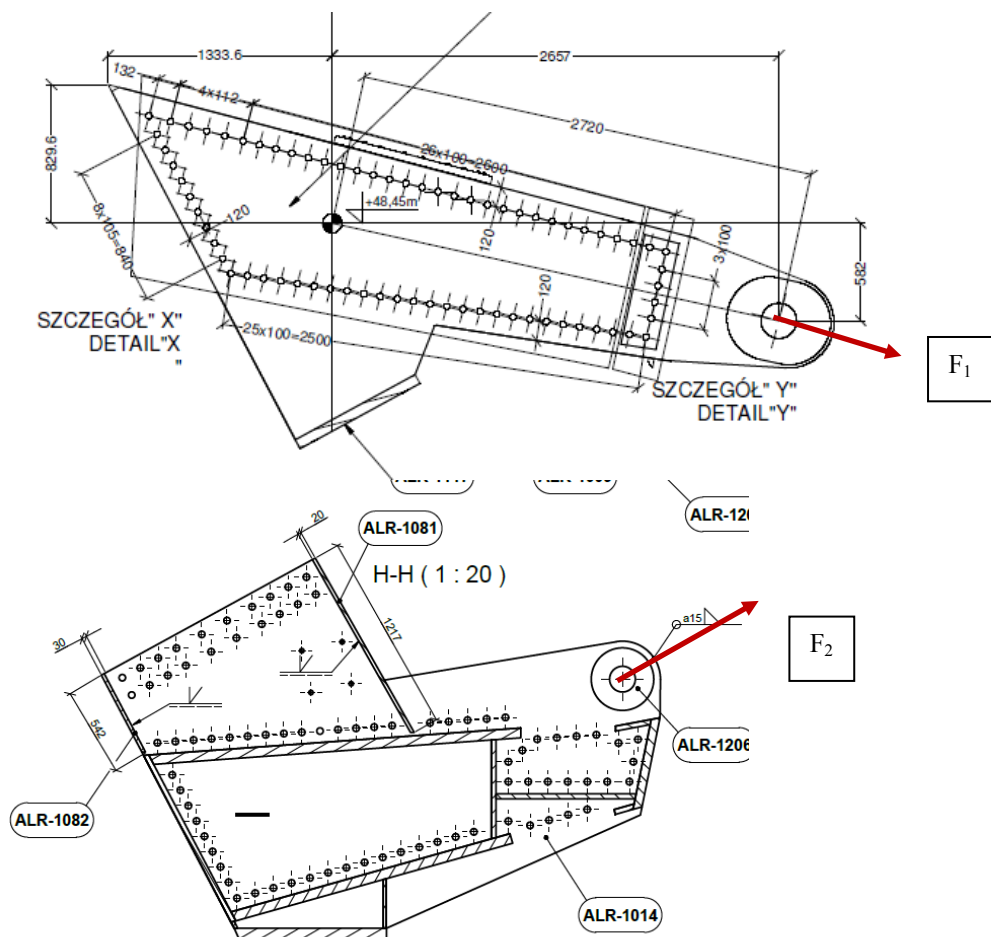 1333.6
2657
132
4x112
2720
829.6
26x100=2600
+48,45m
8x105=840
120
120
3x100
120
582
SZCZEGÓŁ" X"
DETAIL"X
"
25x100=2500
SZCZEGÓŁ" Y"
DETAIL"Y"
F1
ALR-120
20
ALR-1081
H-H ( 1 : 20 )
a15
F2
30
1217
542
ALR-1206
ALR-1082
ALR-1014